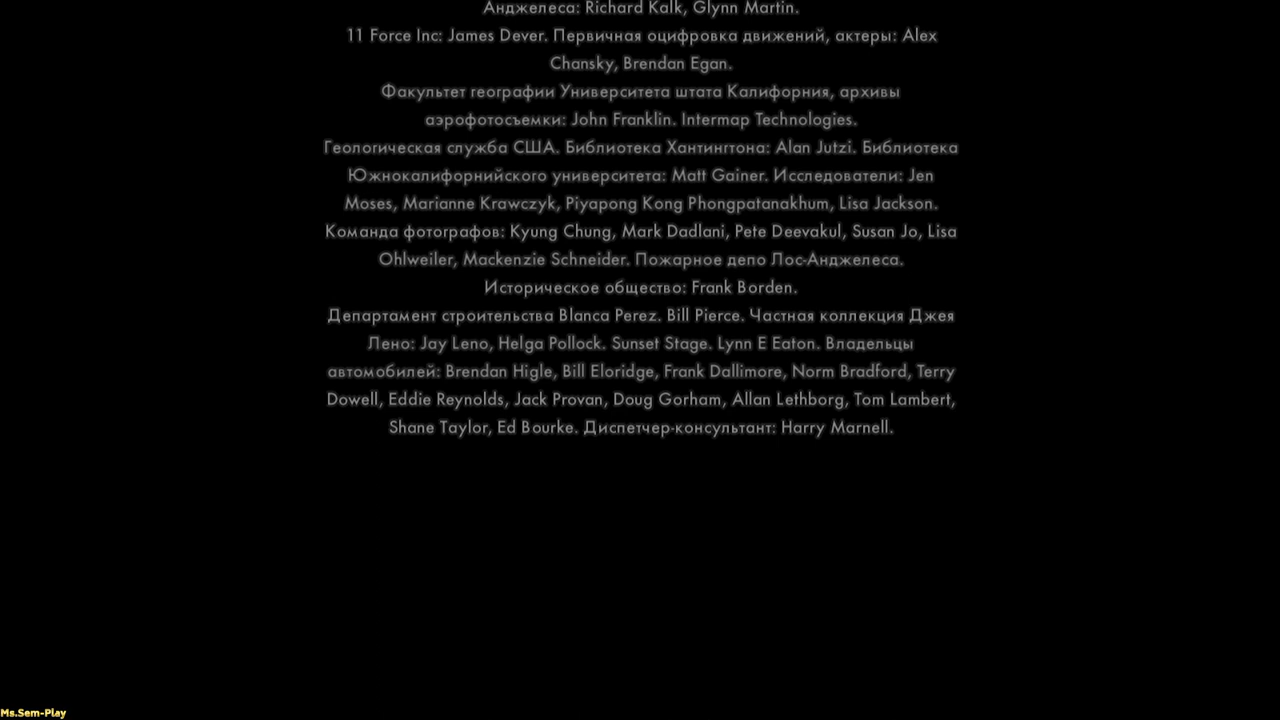 Анджелеса: Richard Kalk, Glynn Martin.
11 Force Inc: James Dever. Первичная оцифровка движений, актеры: Alex
Chansky, Brendan Egan.
Факультет географии Университета штата Калифорния, архивы
аэрофотосъемки: John Franklin. Intermap Technologies.
Геологическая служба США. Библиотека Хантингтона: Alan Jutzi. Библиотека
Южнокалифорнийского университета: Matt Gainer. Исследователи: Jen
Moses, Marianne Krawczyk, Piyapong Kong Phongpatanakhum, Lisa Jackson.
Команда фотографов: Kyung Chung, Mark Dadlani, Pete Deevakul, Susan Jo, Lisa
Ohlweiler, Mackenzie Schneider. Пожарное депо Лос-Анджелеса.
Историческое общество: Frank Borden.
Департамент строительства Blanca Perez. Bill Pierce. Частная коллекция Джея
Лено: Jay Leno, Helga Pollock. Sunset Stage. Lynn E Eaton. Владельцы
автомобилей: Brendan Higle, Bill Eloridge, Frank Dallimore, Norm Bradford, Terry
Dowell, Eddie Reynolds, Jack Provan, Doug Gorham, Allan Lethborg, Tom Lambert,
Shane Taylor, Ed Bourke. Диспетчер-консультант: Harry Marnell.
Ms.Sem-Play